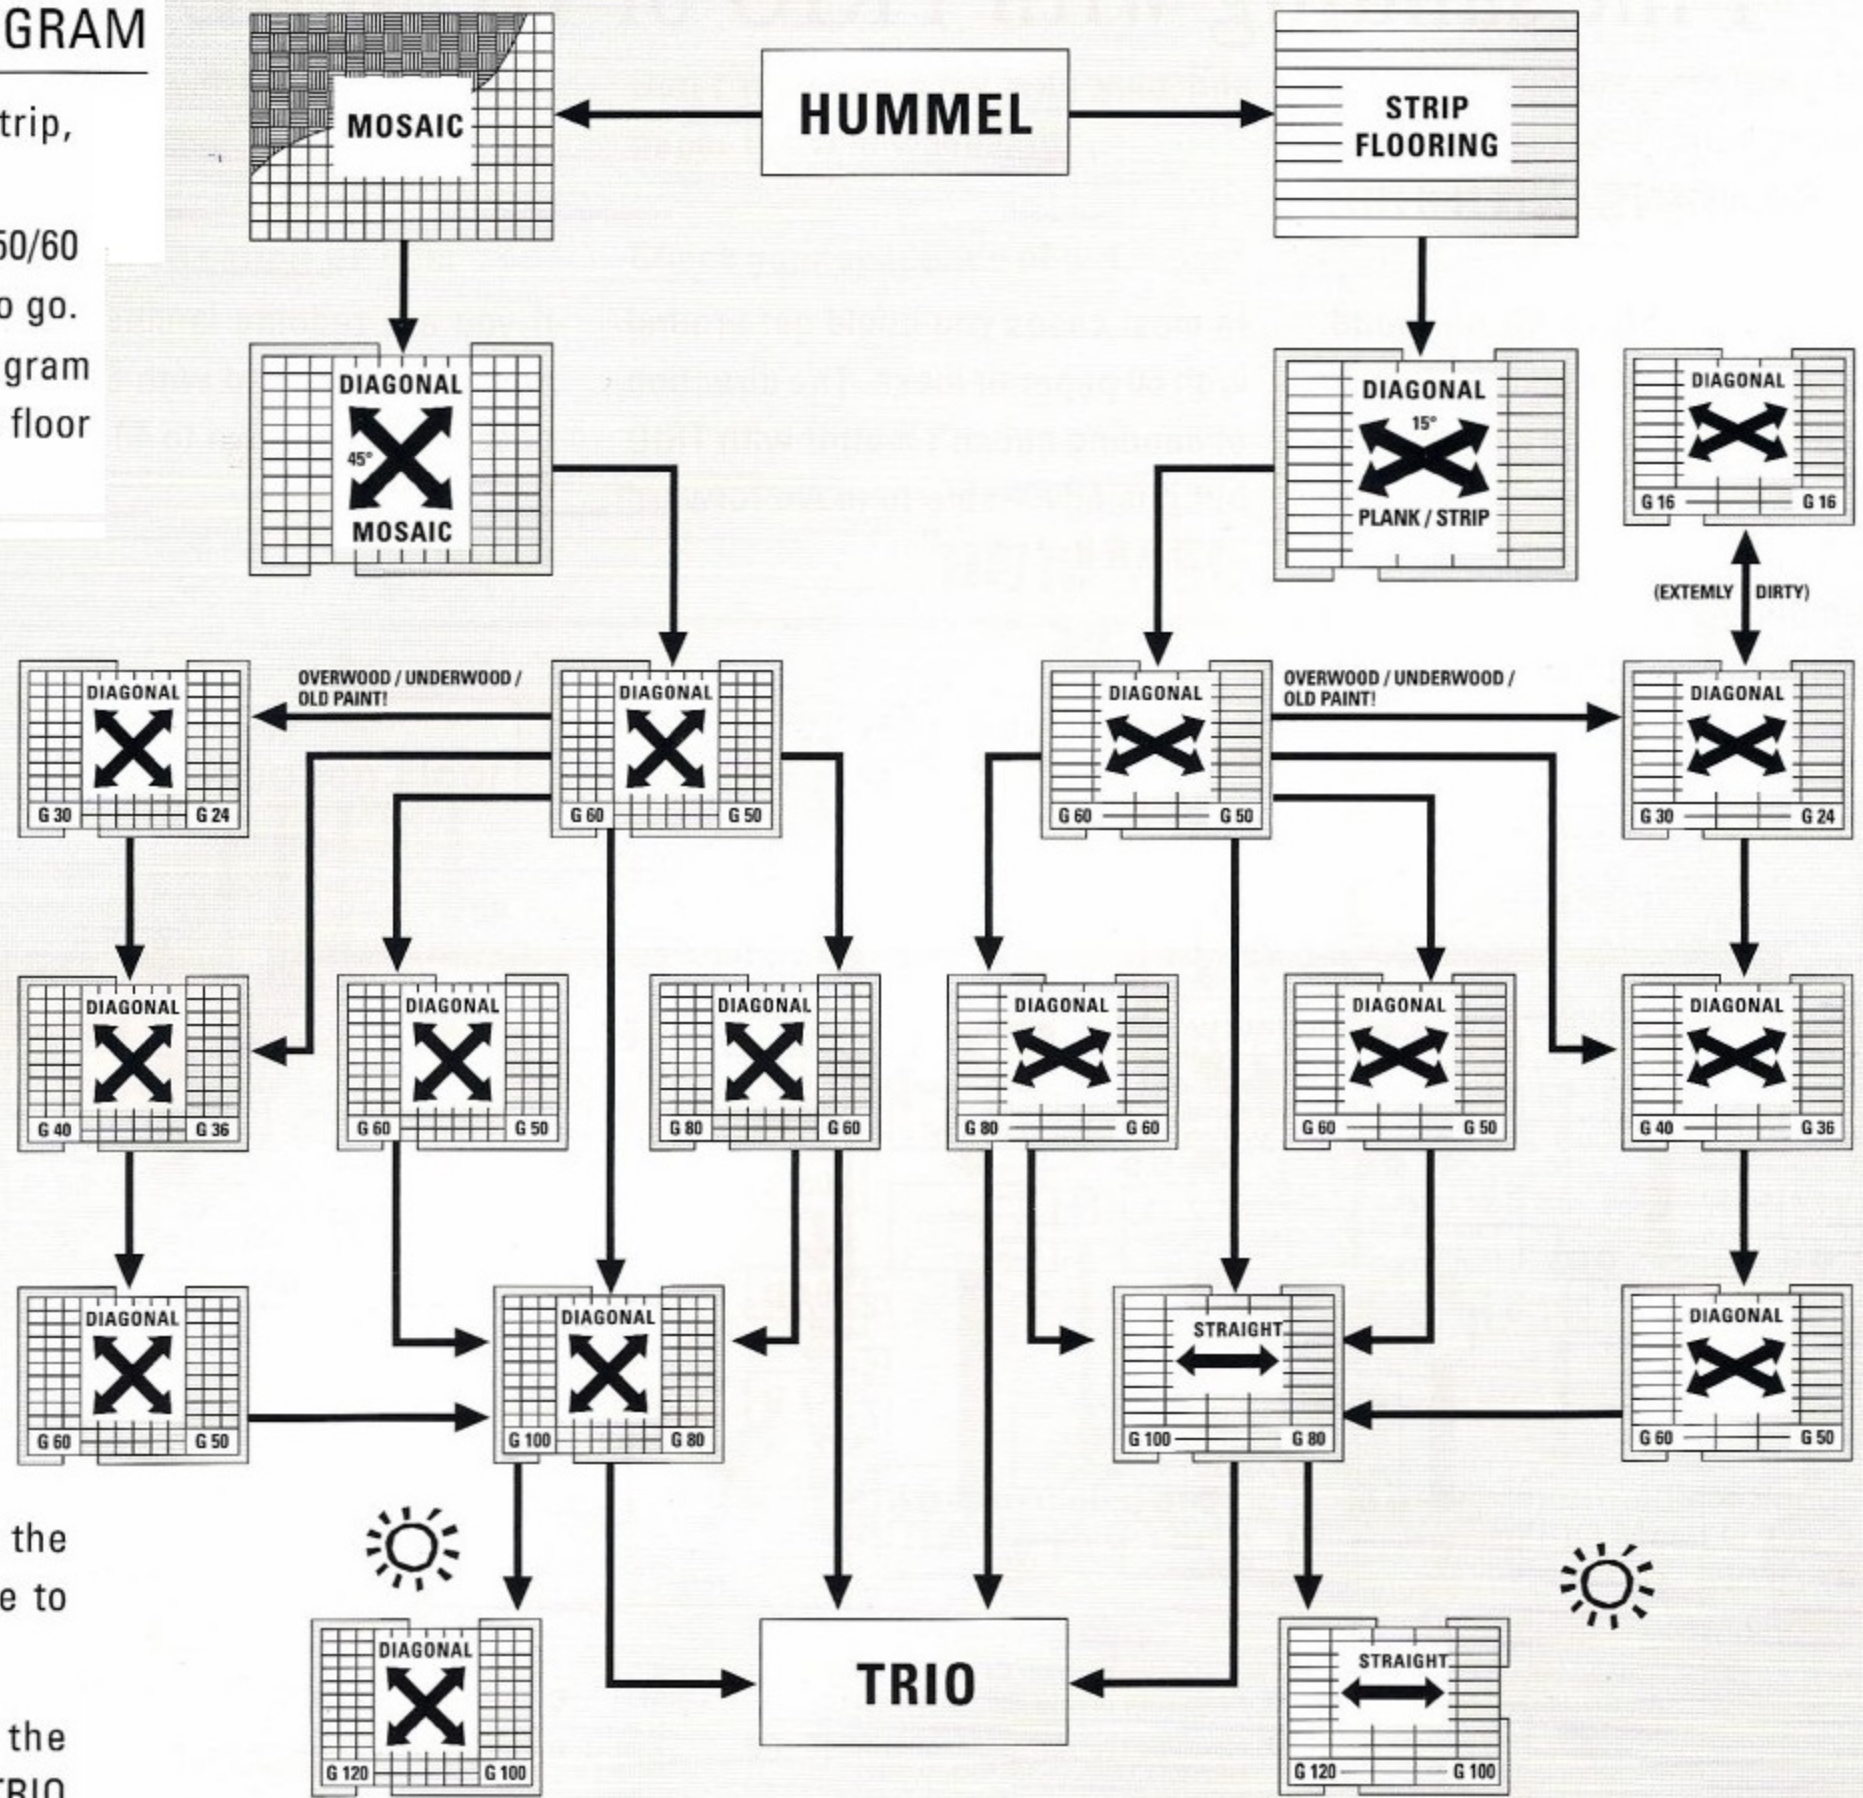 GRAM
trip,
50/60
o go.
gram
floor
HUMMEL
MOSAIC
STRIP
FLOORING
DIAGONAL
45°
MOSAIC
DIAGONAL
15°
PLANK / STRIP
DIAGONAL
G 16 G 16
(EXTEMLY DIRTY)
DIAGONAL
G 30 G 24
OVERWOOD / UNDERWOOD /
OLD PAINT!
DIAGONAL
G 60 G 50
DIAGONAL
G 60 G 50
OVERWOOD / UNDERWOOD /
OLD PAINT!
DIAGONAL
G 30 G 24
DIAGONAL
G 40 G 36
DIAGONAL
G 60 G 50
DIAGONAL
G 80 G 60
DIAGONAL
G 80 G 60
DIAGONAL
G 60 G 50
DIAGONAL
G 40 G 36
DIAGONAL
G 60 G 50
DIAGONAL
G 100 G 80
STRAIGHT
G 100 G 80
DIAGONAL
G 60 G 50
the
e to
the
TRIO
DIAGONAL
G 120 G 100
TRIO
STRAIGHT
G 120 G 100